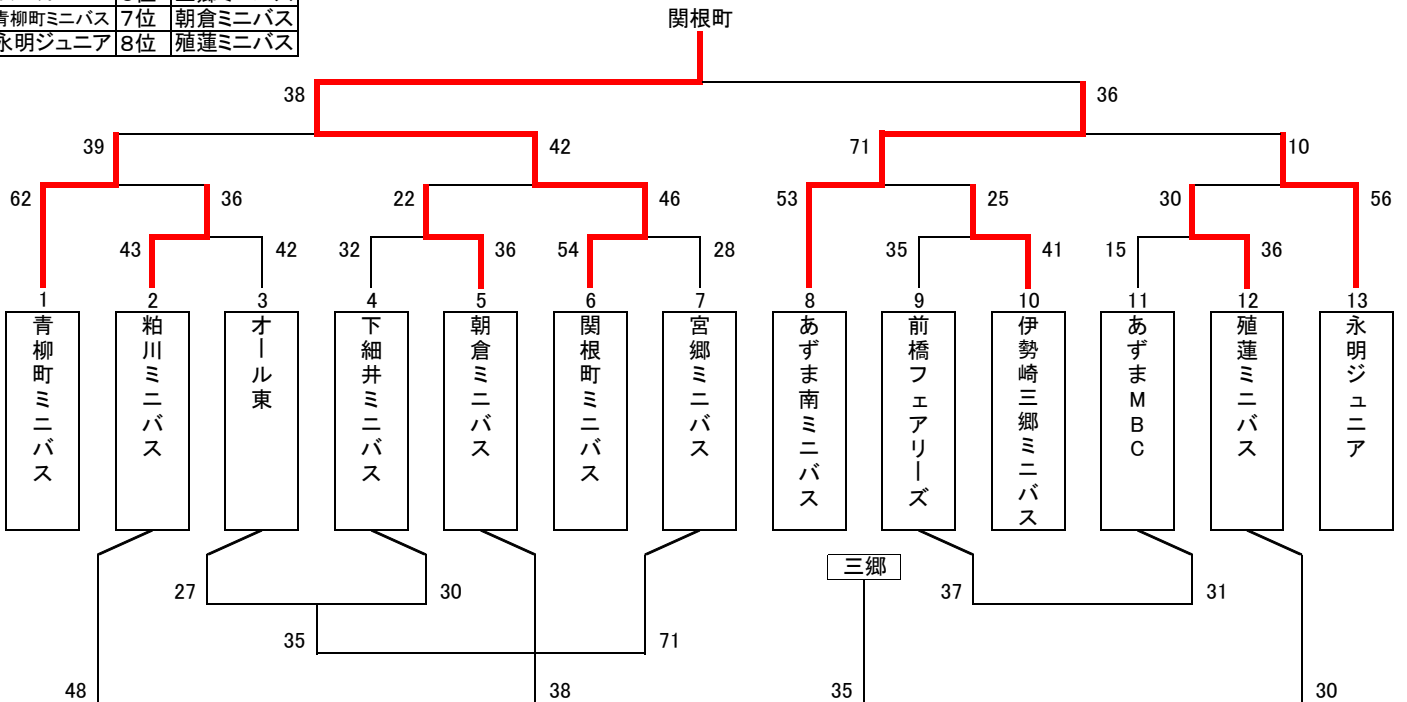 青柳町ミニバス 7位 朝倉ミニバス
永明ジュニア 8位 殖蓮ミニバス
関根町
38 36
39 42 71 10
62 36 22 46 53 25 30 56
43 42 32 36 54 28 35 41 15 36
1 2 3 4 5 6 7 8 9 10 11 12 13
青柳町ミニバス
粕川ミニバス
オール東
下細井ミニバス
朝倉ミニバス
関根町ミニバス
宮郷ミニバス
あずま南ミニバス
前橋フェアリーズ
伊勢崎三郷ミニバス
あずまMBC
殖蓮ミニバス
永明ジュニア
三郷
27 30 37 31
35 71
48 38 35 30